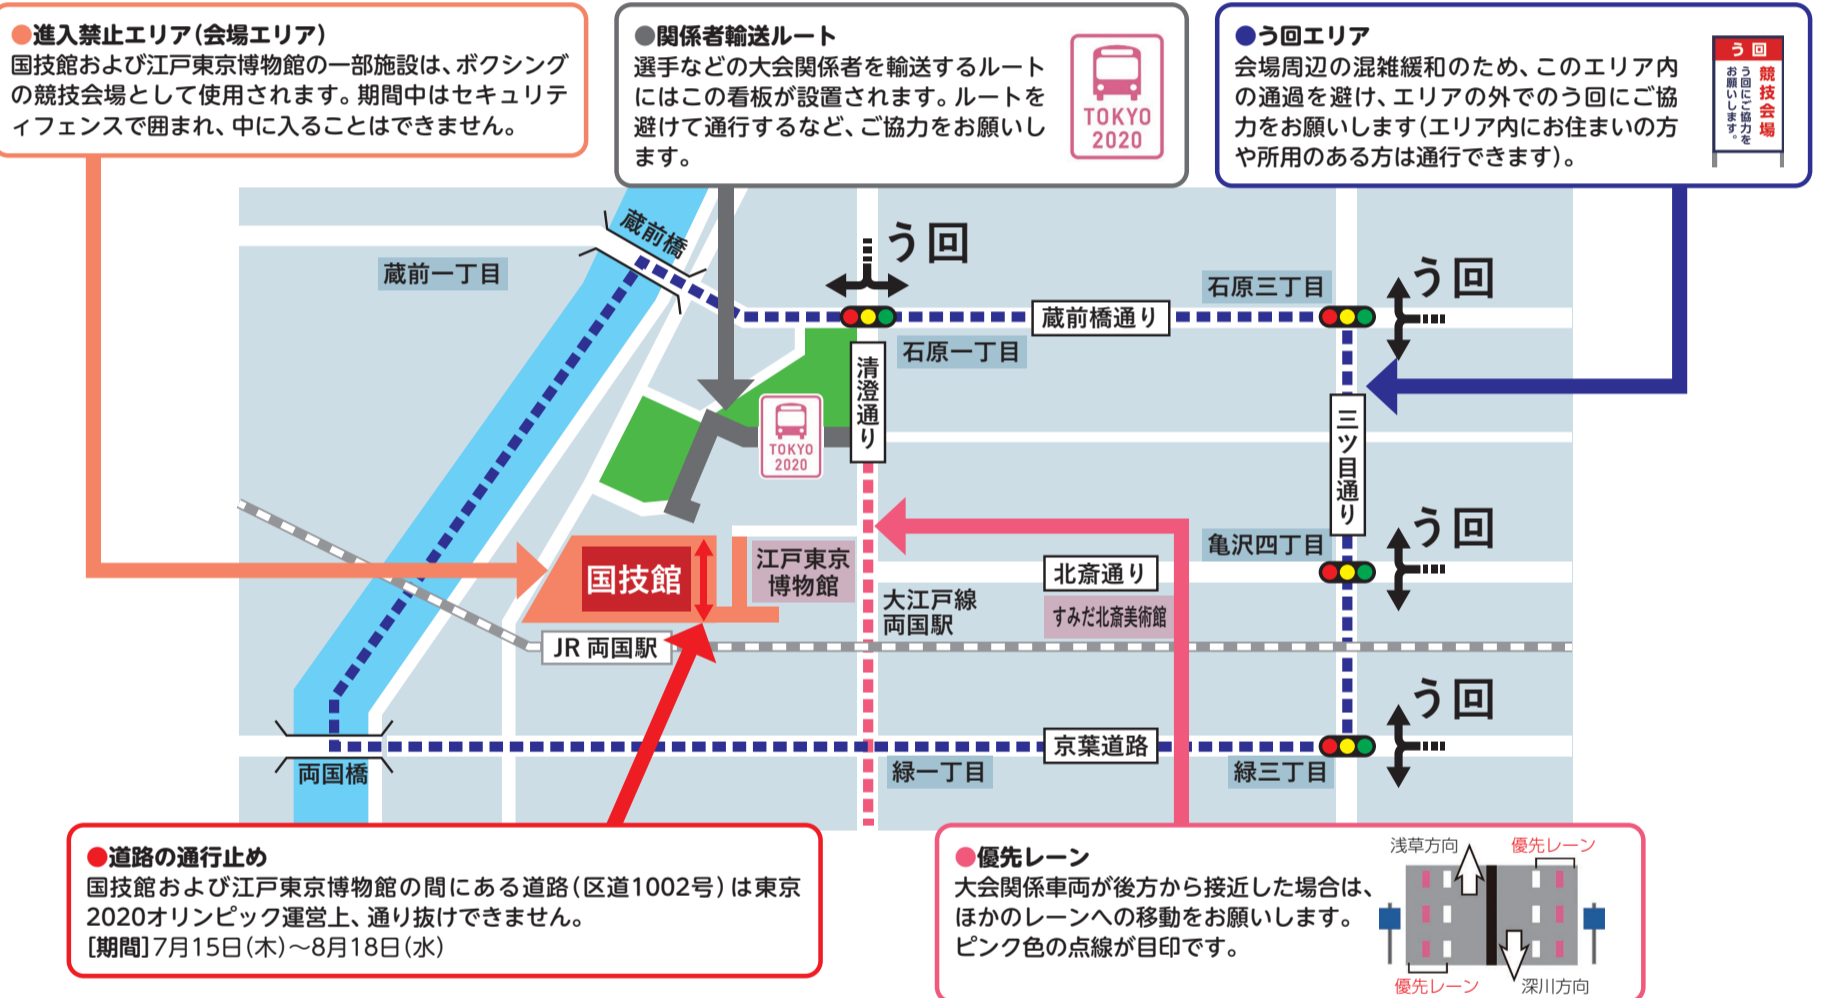 ●進入禁止エリア(会場エリア)
国技館および江戸東京博物館の一部施設は、ボクシング
の競技会場として使用されます。期間中はセキュリテ
ィフェンスで囲まれ、中に入ることはできません。
●関係者輸送ルート
選手などの大会関係者を輸送するルート
にはこの看板が設置されます。ルートを
避けて通行するなど、ご協力をお願いし
ます。
TOKYO
2020
●う回エリア
会場周辺の混雑緩和のため、このエリア内
の通過を避け、エリアの外でのう回にご協
力をお願いします(エリア内にお住まいの方
や所用のある方は通行できます)。
う回
競技会場
う回にご協力を
お願いします。
蔵前橋
う回
蔵前一丁目
石原三丁目
う回
蔵前橋通り
石原一丁目
清澄通り
三ツ目通り
TOKYO
2020
う回
亀沢四丁目
国技館
江戸東京
博物館
北斎通り
大江戸線
両国駅
すみだ北斎美術館
JR 両国駅
う回
京葉道路
両国橋
緑一丁目
緑三丁目
●道路の通行止め
国技館および江戸東京博物館の間にある道路(区道1002号)は東京
2020オリンピック運営上、通り抜けできません。
[期間]7月15日(木)～8月18日(水)
●優先レーン
大会関係車両が後方から接近した場合は、
ほかのレーンへの移動をお願いします。
ピンク色の点線が目印です。
浅草方向
優先レーン
優先レーン
深川方向